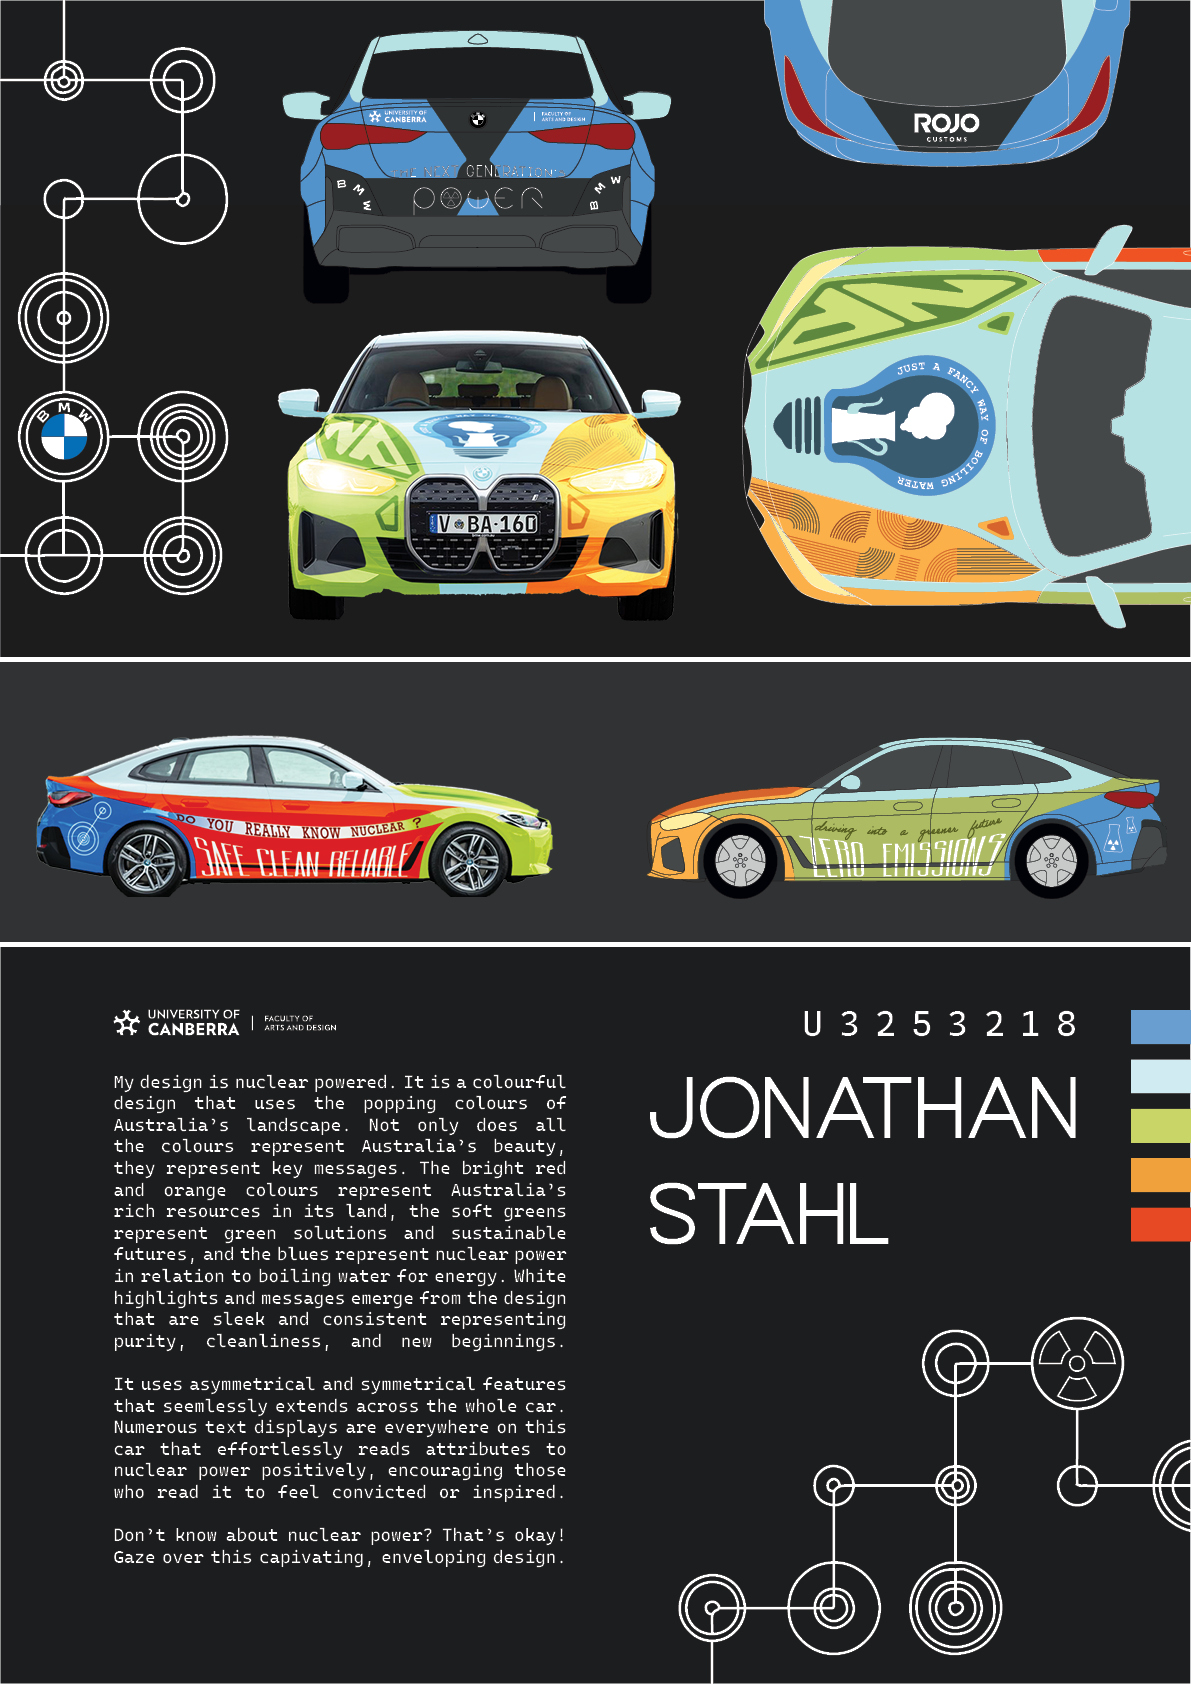 UNIVERSITY OF
CANBERRA
FACULTY OF
ARTS AND DESIGN
THE NEXT GENERATION'S
POWER
BMW
BMW
ROJO
CUSTOMS
BMW
V BA·160
JUST A FANCY WAY OF BOILING WATER
DO YOU REALLY KNOW NUCLEAR ?
SAFE CLEAN RELIABLE
driving into a greener future
ZERO EMISSIONS
UNIVERSITY OF
CANBERRA
FACULTY OF
ARTS AND DESIGN
My design is nuclear powered. It is a colourful
design that uses the popping colours of
Australia's landscape. Not only does all
the colours represent Australia's beauty,
they represent key messages. The bright red
and orange colours represent Australia's
rich resources in its land, the soft greens
represent green solutions and sustainable
futures, and the blues represent nuclear power
in relation to boiling water for energy. White
highlights and messages emerge from the design
that are sleek and consistent representing
purity, cleanliness, and new beginnings.
It uses asymmetrical and symmetrical features
that seemlessly extends across the whole car.
Numerous text displays are everywhere on this
car that effortlessly reads attributes to
nuclear power positively, encouraging those
who read it to feel convicted or inspired.
Don't know about nuclear power? That's okay!
Gaze over this capivating, enveloping design.
U3253218
JONATHAN
STAHL